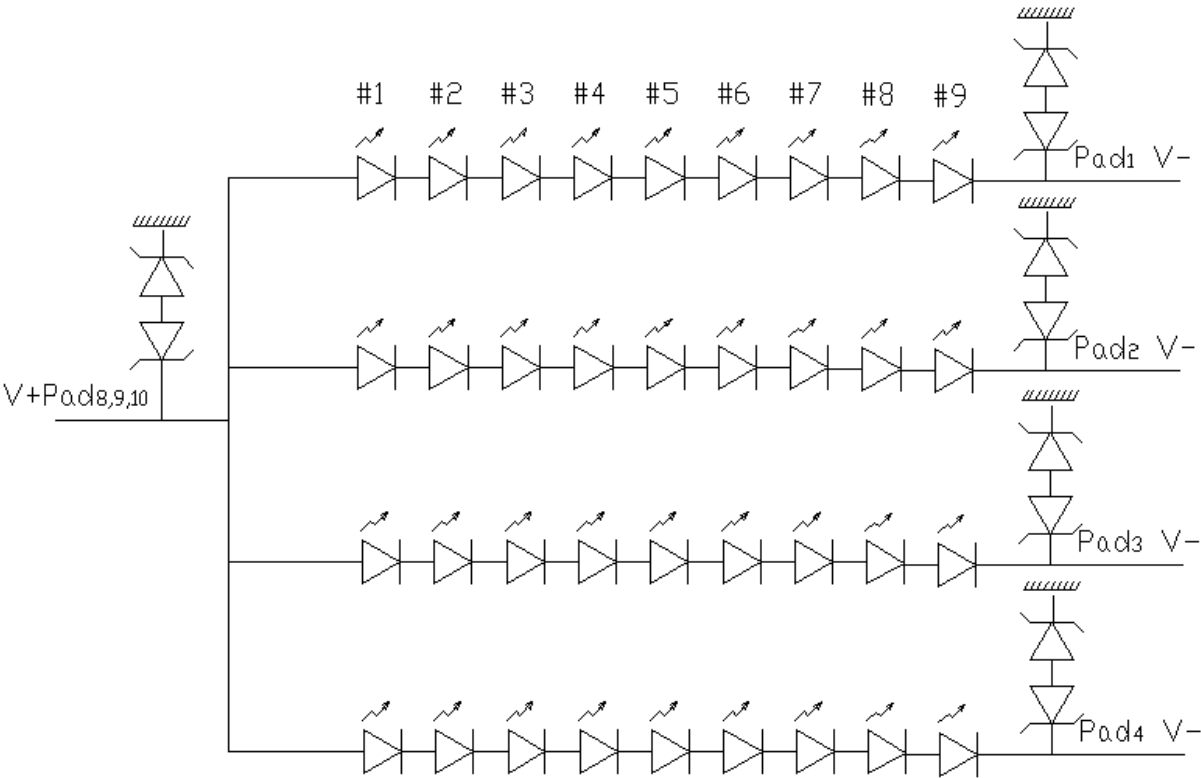 #1 #2 #3 #4 #5 #6 #7 #8 #9
Pad1 V-
Pad2 V-
V+Pad8,9,10
Pad3 V-
Pad4 V-